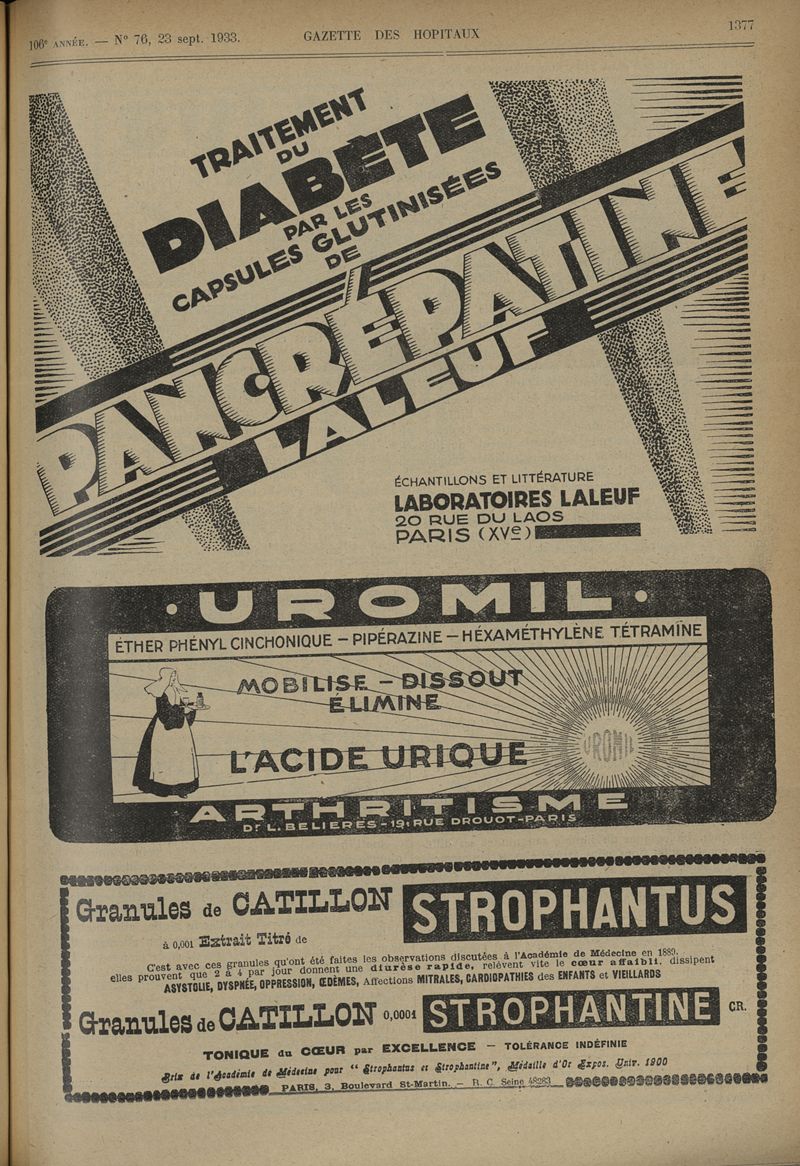 106e ANNÉE. — N° 76, 23 sept. 1933.
GAZETTE DES HOPITAUX
1377
TRAITEMENT
DU
DIABÈTE
PAR LES
CAPSULES GLUTINISÉES
DE
PANCRÉPATINE
LALEUF
ÉCHANTILLONS ET LITTÉRATURE
LABORATOIRES LALEUF
20 RUE DU LAOS
PARIS (XVe)
· UROMIL ·
ÉTHER PHÉNYL CINCHONIQUE – PIPÉRAZINE – HÉXAMÉTHYLÈNE TÉTRAMINE
MOBILISE – DISSOUT
ÉLIMINE
L'ACIDE URIQUE
UROMIL
ARTHRITISME
Dr L. BELIERES - 19, RUE DROUOT - PARIS
Granules de CATILLON
STROPHANTUS
à 0,001 Extrait Titré de
C'est avec ces granules qu'ont été faites les observations discutées à l'Académie de Médecine en 1889.
elles prouvent que 2 à 4 par jour donnent une diurèse rapide, relèvent vite le cœur affaibli, dissipent
ASYSTOLIE, DYSPNÉE, OPPRESSION, ŒDÈMES, Affections MITRALES, CARDIOPATHIES des ENFANTS et VIEILLARDS
Granules de CATILLON 0,0001 STROPHANTINE CR.
TONIQUE du CŒUR par EXCELLENCE — TOLÉRANCE INDÉFINIE
Prix de l'Académie de Médecine pour " Strophantus et Strophantine ", Médaille d'Or Expos. Univ. 1900
PARIS, 3, Boulevard St-Martin. — R. C. Seine 48283